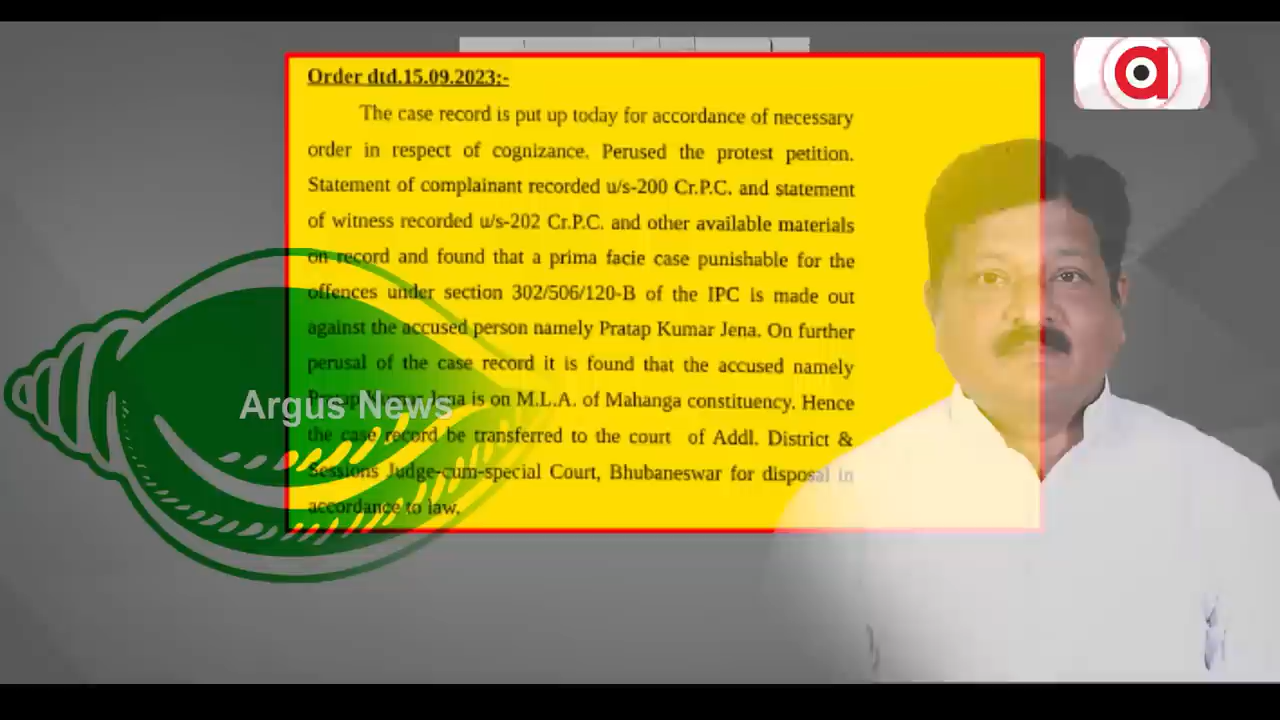 Order dtd.15.09.2023:-
The case record is put up today for accordance of necessary
order in respect of cognizance. Perused the protest petition.
Statement of complainant recorded u/s-200 Cr.P.C. and statement
of witness recorded u/s-202 Cr.P.C. and other available materials
on record and found that a prima facie case punishable for the
offences under section 302/506/120-B of the IPC is made out
against the accused person namely Pratap Kumar Jena. On further
perusal of the case record it is found that the accused namely
Pratap Kumar Jena is on M.L.A. of Mahanga constituency. Hence
Argus News
the case record be transferred to the court of Addl. District &
Sessions Judge-cum-special Court, Bhubaneswar for disposal in
accordance to law.
a